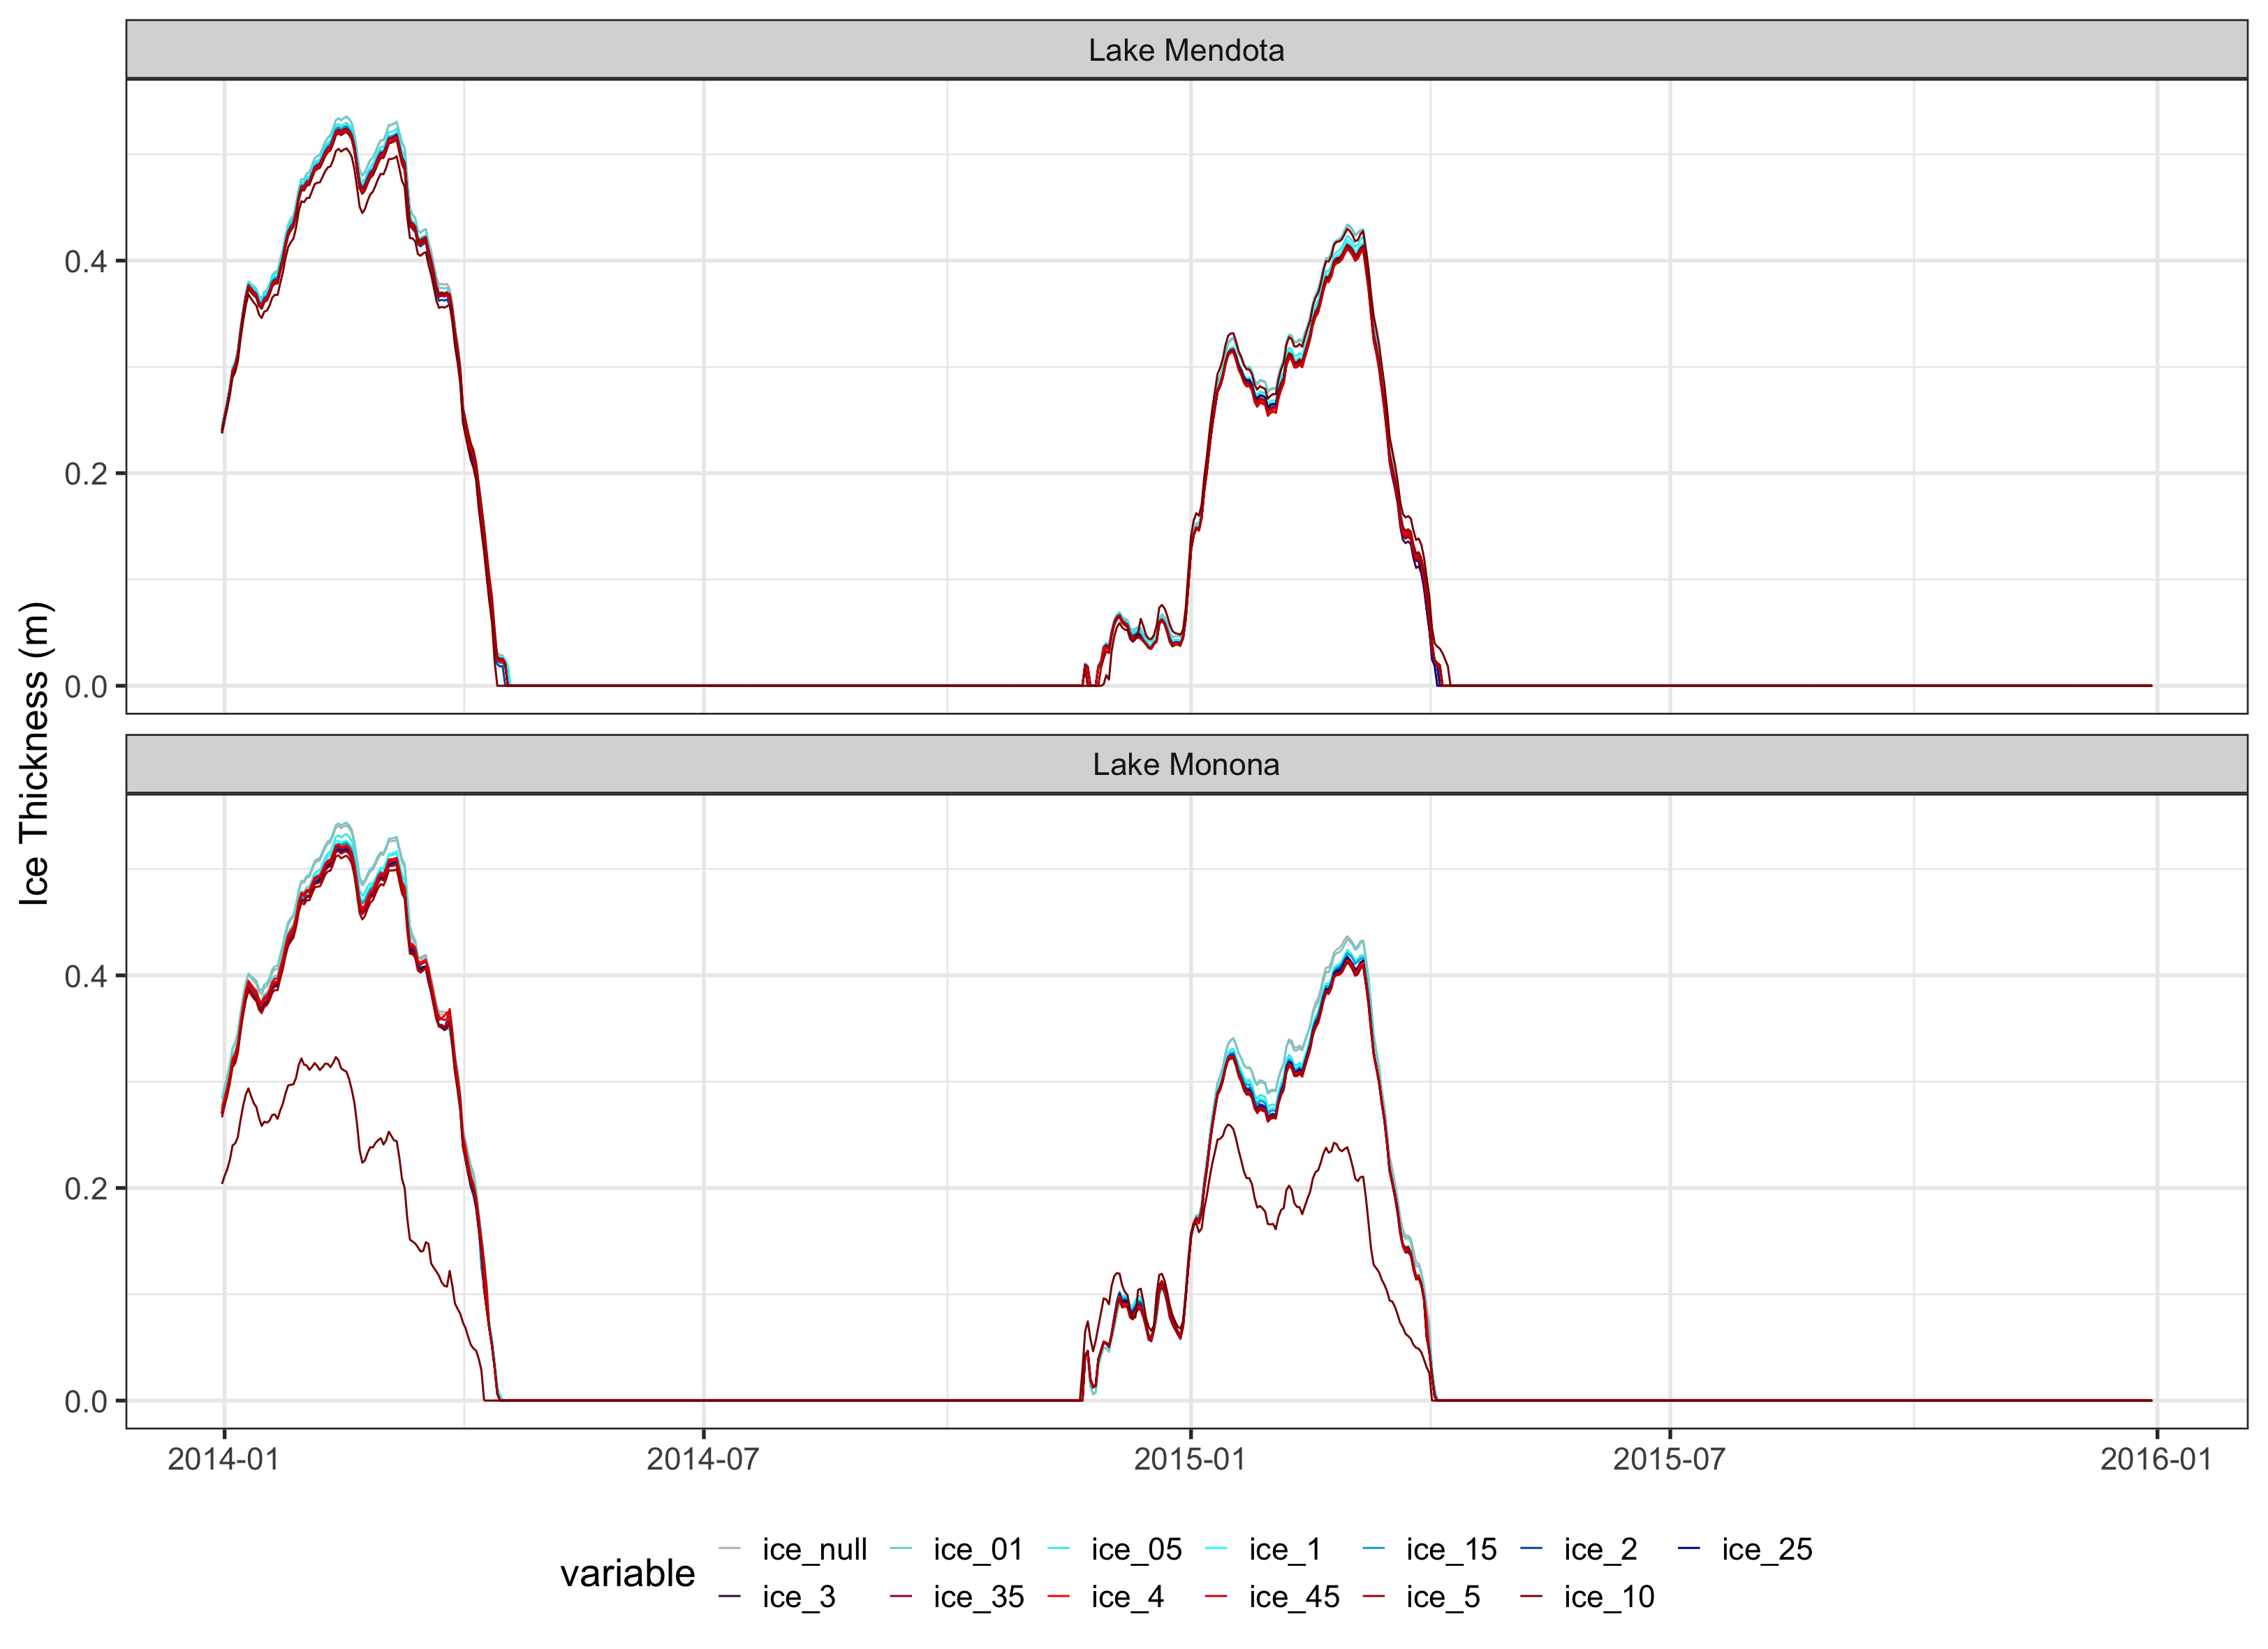 Lake Mendota
0.4
0.2
0.0
Lake Monona
0.4
0.2
0.0
Ice Thickness (m)
2014-01 2014-07 2015-01 2015-07 2016-01
variable
ice_null ice_01 ice_05 ice_1 ice_15 ice_2 ice_25
ice_3 ice_35 ice_4 ice_45 ice_5 ice_10